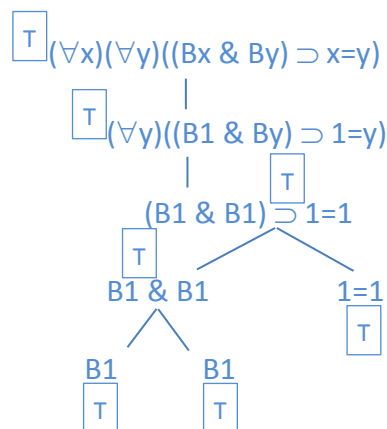 T (∀x)(∀y)((Bx & By) ⊃ x=y)
T (∀y)((B1 & By) ⊃ 1=y)
T
(B1 & B1) ⊃ 1=1
T
B1 & B1 1=1
T
B1 B1
T T